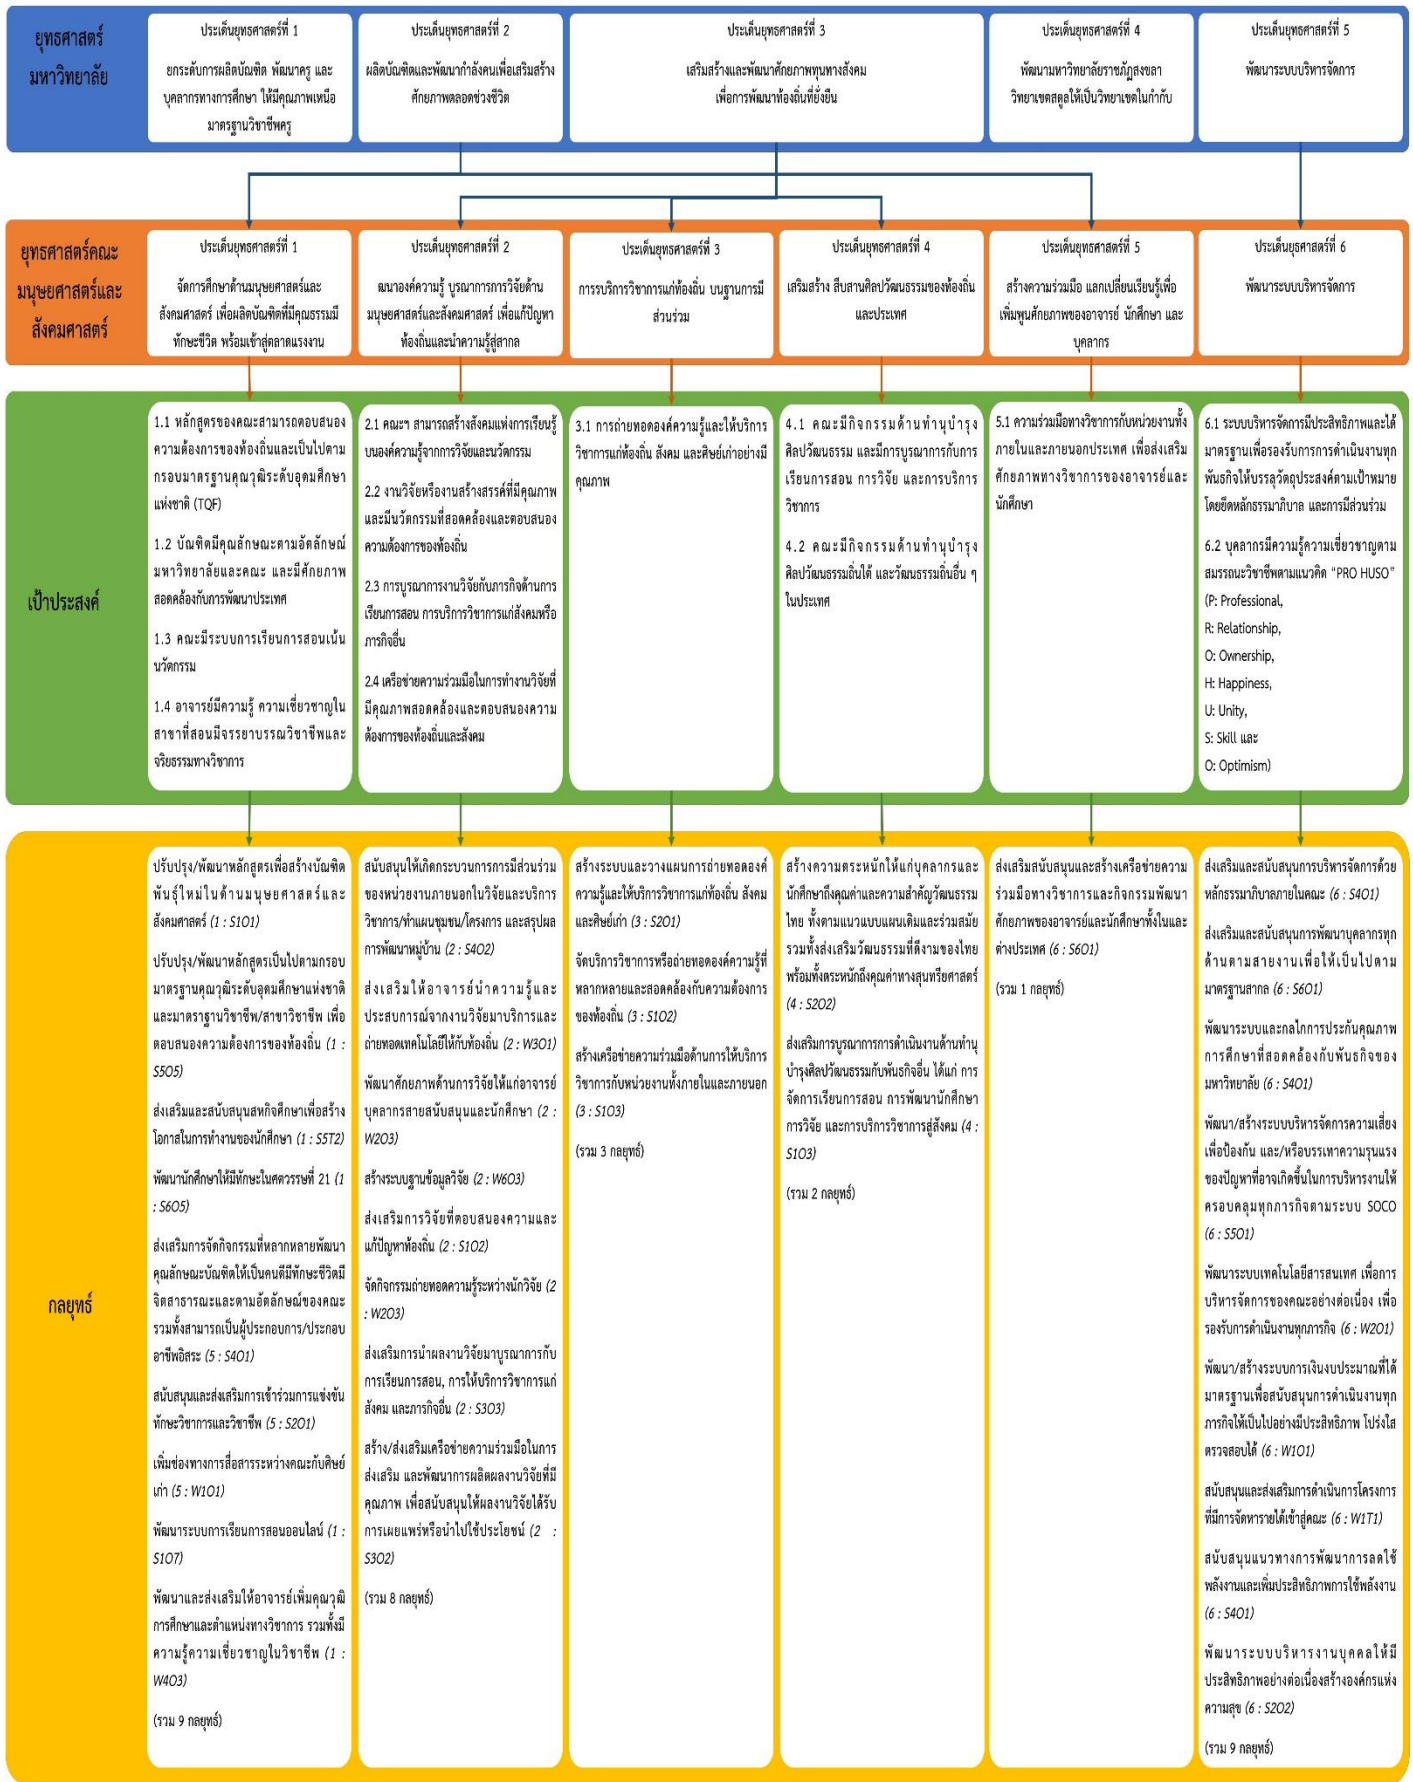 ยุทธศาสตร์
มหาวิทยาลัย
ประเด็นยุทธศาสตร์ที่ 1
ยกระดับการผลิตบัณฑิต พัฒนาครู และ
บุคลากรทางการศึกษา ให้มีคุณภาพเหนือ
มาตรฐานวิชาชีพครู
ประเด็นยุทธศาสตร์ที่ 2
ผลิตบัณฑิตและพัฒนากำลังคนเพื่อเสริมสร้าง
ศักยภาพตลอดช่วงชีวิต
ประเด็นยุทธศาสตร์ที่ 3
เสริมสร้างและพัฒนาศักยภาพทุนทางสังคม
เพื่อการพัฒนาท้องถิ่นที่ยั่งยืน
ประเด็นยุทธศาสตร์ที่ 4
พัฒนามหาวิทยาลัยราชภัฏสงขลา
วิทยาเขตสตูลให้เป็นวิทยาเขตในกำกับ
ประเด็นยุทธศาสตร์ที่ 5
พัฒนาระบบบริหารจัดการ
ยุทธศาสตร์คณะ
มนุษยศาสตร์และ
สังคมศาสตร์
ประเด็นยุทธศาสตร์ที่ 1
จัดการศึกษาด้านมนุษยศาสตร์และ
สังคมศาสตร์ เพื่อผลิตบัณฑิตที่มีคุณธรรมมี
ทักษะชีวิต พร้อมเข้าสู่ตลาดแรงงาน
ประเด็นยุทธศาสตร์ที่ 2
ฒนาองค์ความรู้ บูรณาการการวิจัยด้าน
มนุษยศาสตร์และสังคมศาสตร์ เพื่อแก้ปัญหา
ท้องถิ่นและนำความรู้สู่สากล
ประเด็นยุทธศาสตร์ที่ 3
การรบริการวิชาการแก่ท้องถิ่น บนฐานการมี
ส่วนร่วม
ประเด็นยุทธศาสตร์ที่ 4
เสริมสร้าง สืบสานศิลปวัฒนธรรมของท้องถิ่น
และประเทศ
ประเด็นยุทธศาสตร์ที่ 5
สร้างความร่วมมือ แลกเปลี่ยนเรียนรู้เพื่อ
เพิ่มพูนศักยภาพของอาจารย์ นักศึกษา และ
บุคลากร
ประเด็นยุธศาสตร์ที่ 6
พัฒนาระบบบริหารจัดการ
เป้าประสงค์
1.1 หลักสูตรของคณะสามารถตอบสนอง
ความต้องการของท้องถิ่นและเป็นไปตาม
กรอบมาตรฐานคุณวุฒิระดับอุดมศึกษา
แห่งชาติ (TQF)
1.2 บัณฑิตมีคุณลักษณะตามอัตลักษณ์
มหาวิทยาลัยและคณะ และมีศักยภาพ
สอดคล้องกับการพัฒนาประเทศ
1.3 คณะมีระบบการเรียนการสอนเน้น
นวัตกรรม
1.4 อาจารย์มีความรู้ ความเชี่ยวชาญใน
สาขาที่สอนมีจรรยาบรรณวิชาชีพและ
จริยธรรมทางวิชาการ
2.1 คณะฯ สามารถสร้างสังคมแห่งการเรียนรู้
บนองค์ความรู้จากการวิจัยและนวัตกรรม
2.2 งานวิจัยหรืองานสร้างสรรค์ที่มีคุณภาพ
และมีนวัตกรรมที่สอดคล้องและตอบสนอง
ความต้องการของท้องถิ่น
2.3 การบูรณาการงานวิจัยกับภารกิจด้านการ
เรียนการสอน การบริการวิชาการแก่สังคมหรือ
ภารกิจอื่น
2.4 เครือข่ายความร่วมมือในการทำงานวิจัยที่
มีคุณภาพสอดคล้องและตอบสนองความ
ต้องการของท้องถิ่นและสังคม
3.1 การถ่ายทอดองค์ความรู้และให้บริการ
วิชาการแก่ท้องถิ่น สังคม และศิษย์เก่าอย่างมี
คุณภาพ
4.1 คณะมีกิจกรรมด้านทำนุบำรุง
ศิลปวัฒนธรรม และมีการบูรณาการกับการ
เรียนการสอน การวิจัย และการบริการ
วิชาการ
4.2 คณะมีกิจกรรมด้านทำนุบำรุง
ศิลปวัฒนธรรมถิ่นใต้ และวัฒนธรรมถิ่นอื่น ๆ
ในประเทศ
5.1 ความร่วมมือทางวิชาการกับหน่วยงานทั้ง
ภายในและภายนอกประเทศ เพื่อส่งเสริม
ศักยภาพทางวิชาการของอาจารย์และ
นักศึกษา
6.1 ระบบบริหารจัดการมีประสิทธิภาพและได้
มาตรฐานเพื่อรองรับการการดำเนินงานทุก
พันธกิจให้บรรลุวัตถุประสงค์ตามเป้าหมาย
โดยยึดหลักธรรมาภิบาล และการมีส่วนร่วม
6.2 บุคลากรมีความรู้ความเชี่ยวชาญตาม
สมรรถนะวิชาชีพตามแนวคิด “PRO HUSO”
(P: Professional,
R: Relationship,
O: Ownership,
H: Happiness,
U: Unity,
S: Skill และ
O: Optimism)
กลยุทธ์
ปรับปรุง/พัฒนาหลักสูตรเพื่อสร้างบัณฑิต
พันธุ์ใหม่ในด้านมนุษยศาสตร์และ
สังคมศาสตร์ (1 : S1O1)
ปรับปรุง/พัฒนาหลักสูตรเป็นไปตามกรอบ
มาตรฐานคุณวุฒิระดับอุดมศึกษาแห่งชาติ
และมาตราฐานวิชาชีพ/สาขาวิชาชีพ เพื่อ
ตอบสนองความต้องการของท้องถิ่น (1 :
S5O5)
ส่งเสริมและสนับสนุนสหกิจศึกษาเพื่อสร้าง
โอกาสในการทำงานของนักศึกษา (1 : S5T2)
พัฒนานักศึกษาให้มีทักษะในศตวรรษที่ 21 (1
: S6O5)
ส่งเสริมการจัดกิจกรรมที่หลากหลายพัฒนา
คุณลักษณะบัณฑิตให้เป็นคนดีมีทักษะชีวิตมี
จิตสาธารณะและตามอัตลักษณ์ของคณะ
รวมทั้งสามารถเป็นผู้ประกอบการ/ประกอบ
อาชีพอิสระ (5 : S4O1)
สนับสนุนและส่งเสริมการเข้าร่วมการแข่งขัน
ทักษะวิชาการและวิชาชีพ (5 : S2O1)
เพิ่มช่องทางการสื่อสารระหว่างคณะกับศิษย์
เก่า (5 : W1O1)
พัฒนาระบบการเรียนการสอนออนไลน์ (1 :
S1O7)
พัฒนาและส่งเสริมให้อาจารย์เพิ่มคุณวุฒิ
การศึกษาและตำแหน่งทางวิชาการ รวมทั้งมี
ความรู้ความเชี่ยวชาญในวิชาชีพ (1 :
W4O3)
(รวม 9 กลยุทธ์)
สนับสนุนให้เกิดกระบวนการการมีส่วนร่วม
ของหน่วยงานภายนอกในวิจัยและบริการ
วิชาการ/ทำแผนชุมชน/โครงการ และสรุปผล
การพัฒนาหมู่บ้าน (2 : S4O2)
ส่งเสริมให้อาจารย์นำความรู้และ
ประสบการณ์จากงานวิจัยมาบริการและ
ถ่ายทอดเทคโนโลยีให้กับท้องถิ่น (2 : W3O1)
พัฒนาศักยภาพด้านการวิจัยให้แก่อาจารย์
บุคลากรสายสนับสนุนและนักศึกษา (2 :
W2O3)
สร้างระบบฐานข้อมูลวิจัย (2 : W6O3)
ส่งเสริมการวิจัยที่ตอบสนองความและ
แก้ปัญหาท้องถิ่น (2 : S1O2)
จัดกิจกรรมถ่ายทอดความรู้ระหว่างนักวิจัย (2
: W2O3)
ส่งเสริมการนำผลงานวิจัยมาบูรณาการกับ
การเรียนการสอน, การให้บริการวิชาการแก่
สังคม และภารกิจอื่น (2 : S3O3)
สร้าง/ส่งเสริมเครือข่ายความร่วมมือในการ
ส่งเสริม และพัฒนาการผลิตผลงานวิจัยที่มี
คุณภาพ เพื่อสนับสนุนให้ผลงานวิจัยได้รับ
การเผยแพร่หรือนำไปใช้ประโยชน์ (2 :
S3O2)
(รวม 8 กลยุทธ์)
สร้างระบบและวางแผนการถ่ายทอดองค์
ความรู้และให้บริการวิชาการแก่ท้องถิ่น สังคม
และศิษย์เก่า (3 : S2O1)
จัดบริการวิชาการหรือถ่ายทอดองค์ความรู้ที่
หลากหลายและสอดคล้องกับความต้องการ
ของท้องถิ่น (3 : S1O2)
สร้างเครือข่ายความร่วมมือด้านการให้บริการ
วิชาการกับหน่วยงานทั้งภายในและภายนอก
(3 : S1O3)
(รวม 3 กลยุทธ์)
สร้างความตระหนักให้แก่บุคลากรและ
นักศึกษาถึงคุณค่าและความสำคัญวัฒนธรรม
ไทย ทั้งตามแนวแบบแผนเดิมและร่วมสมัย
รวมทั้งส่งเสริมวัฒนธรรมที่ดีงามของไทย
พร้อมทั้งตระหนักถึงคุณค่าทางสุนทรียศาสตร์
(4 : S2O2)
ส่งเสริมการบูรณาการการดำเนินงานด้านทำนุ
บำรุงศิลปวัฒนธรรมกับพันธกิจอื่น ได้แก่ การ
จัดการเรียนการสอน การพัฒนานักศึกษา
การวิจัย และการบริการวิชาการสู่สังคม (4 :
S1O3)
(รวม 2 กลยุทธ์)
ส่งเสริมสนับสนุนและสร้างเครือข่ายความ
ร่วมมือทางวิชาการและกิจกรรมพัฒนา
ศักยภาพของอาจารย์และนักศึกษาทั้งในและ
ต่างประเทศ (6 : S6O1)
(รวม 1 กลยุทธ์)
ส่งเสริมและสนับสนุนการบริหารจัดการด้วย
หลักธรรมาภิบาลภายในคณะ (6 : S4O1)
ส่งเสริมและสนับสนุนการพัฒนาบุคลากรทุก
ด้านตามสายงานเพื่อให้เป็นไปตาม
มาตรฐานสากล (6 : S6O1)
พัฒนาระบบและกลไกการประกันคุณภาพ
การศึกษาที่สอดคล้องกับพันธกิจของ
มหาวิทยาลัย (6 : S4O1)
พัฒนา/สร้างระบบบริหารจัดการความเสี่ยง
เพื่อป้องกัน และ/หรือบรรเทาความรุนแรง
ของปัญหาที่อาจเกิดขึ้นในการบริหารงานให้
ครอบคลุมทุกภารกิจตามระบบ SOCO
(6 : S5O1)
พัฒนาระบบเทคโนโลยีสารสนเทศ เพื่อการ
บริหารจัดการของคณะอย่างต่อเนื่อง เพื่อ
รองรับการดำเนินงานทุกภารกิจ (6 : W2O1)
พัฒนา/สร้างระบบการเงินงบประมาณที่ได้
มาตรฐานเพื่อสนับสนุนการดำเนินงานทุก
ภารกิจให้เป็นไปอย่างมีประสิทธิภาพ โปร่งใส
ตรวจสอบได้ (6 : W1O1)
สนับสนุนและส่งเสริมการดำเนินการโครงการ
ที่มีการจัดหารายได้เข้าสู่คณะ (6 : W1T1)
สนับสนุนแนวทางการพัฒนาการลดใช้
พลังงานและเพิ่มประสิทธิภาพการใช้พลังงาน
(6 : S4O1)
พัฒนาระบบบริหารงานบุคคลให้มี
ประสิทธิภาพอย่างต่อเนื่องสร้างองค์กรแห่ง
ความสุข (6 : S2O2)
(รวม 9 กลยุทธ์)